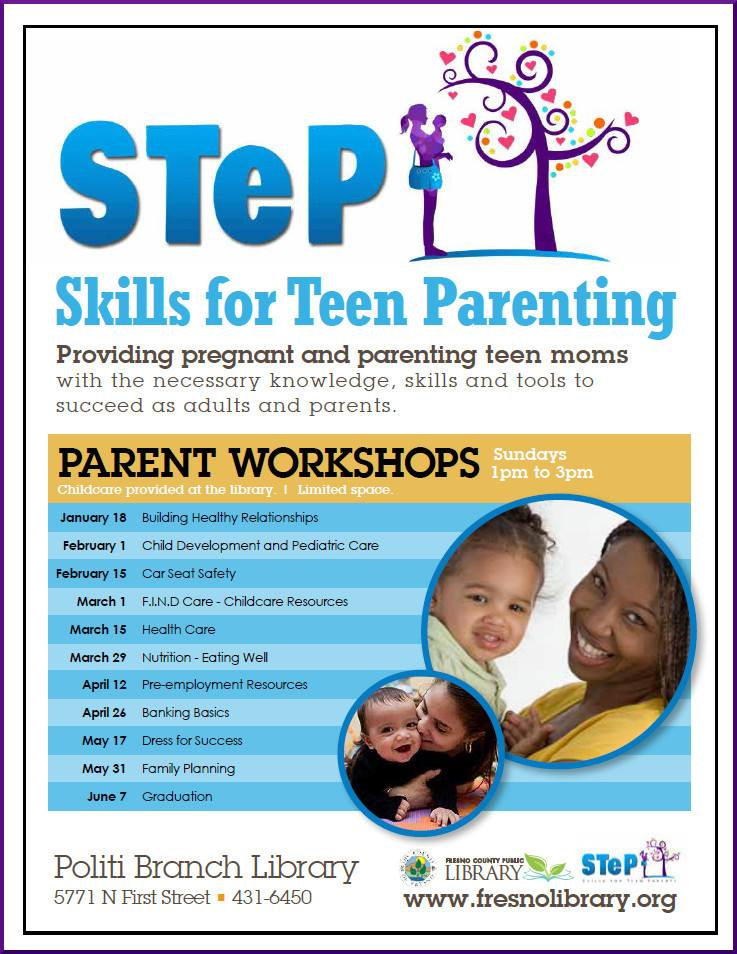 STeP
Skills for Teen Parenting
Providing pregnant and parenting teen moms
with the necessary knowledge, skills and tools to
succeed as adults and parents.
PARENT WORKSHOPS Sundays
1pm to 3pm
Childcare provided at the library. | Limited space.
January 18 Building Healthy Relationships
February 1 Child Development and Pediatric Care
February 15 Car Seat Safety
March 1 F.I.N.D Care - Childcare Resources
March 15 Health Care
March 29 Nutrition - Eating Well
April 12 Pre-employment Resources
April 26 Banking Basics
May 17 Dress for Success
May 31 Family Planning
June 7 Graduation
Politi Branch Library
5771 N First Street ▪ 431-6450
FRESNO COUNTY PUBLIC
LIBRARY
STeP
SKILLS FOR TEEN PARENTS
www.fresnolibrary.org